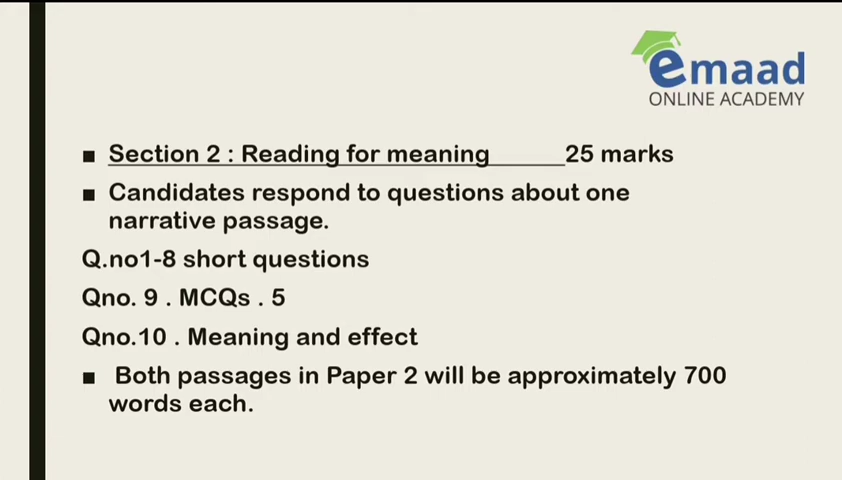 emaad
ONLINE ACADEMY
■ Section 2 : Reading for meaning______25 marks
■ Candidates respond to questions about one
narrative passage.
Q.no1-8 short questions
Qno. 9 . MCQs . 5
Qno.10 . Meaning and effect
■ Both passages in Paper 2 will be approximately 700
words each.